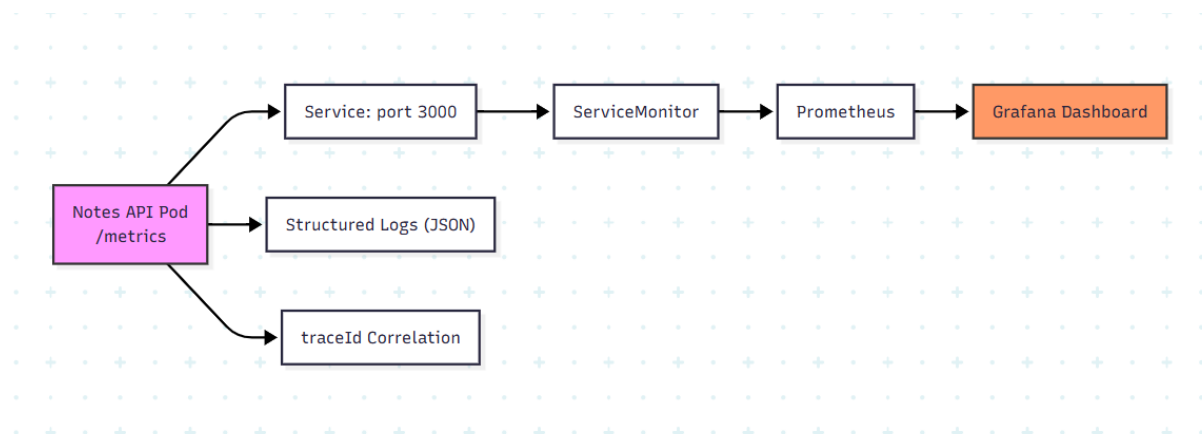 Service: port 3000
ServiceMonitor
Prometheus
Grafana Dashboard
Notes API Pod
/metrics
Structured Logs (JSON)
traceId Correlation